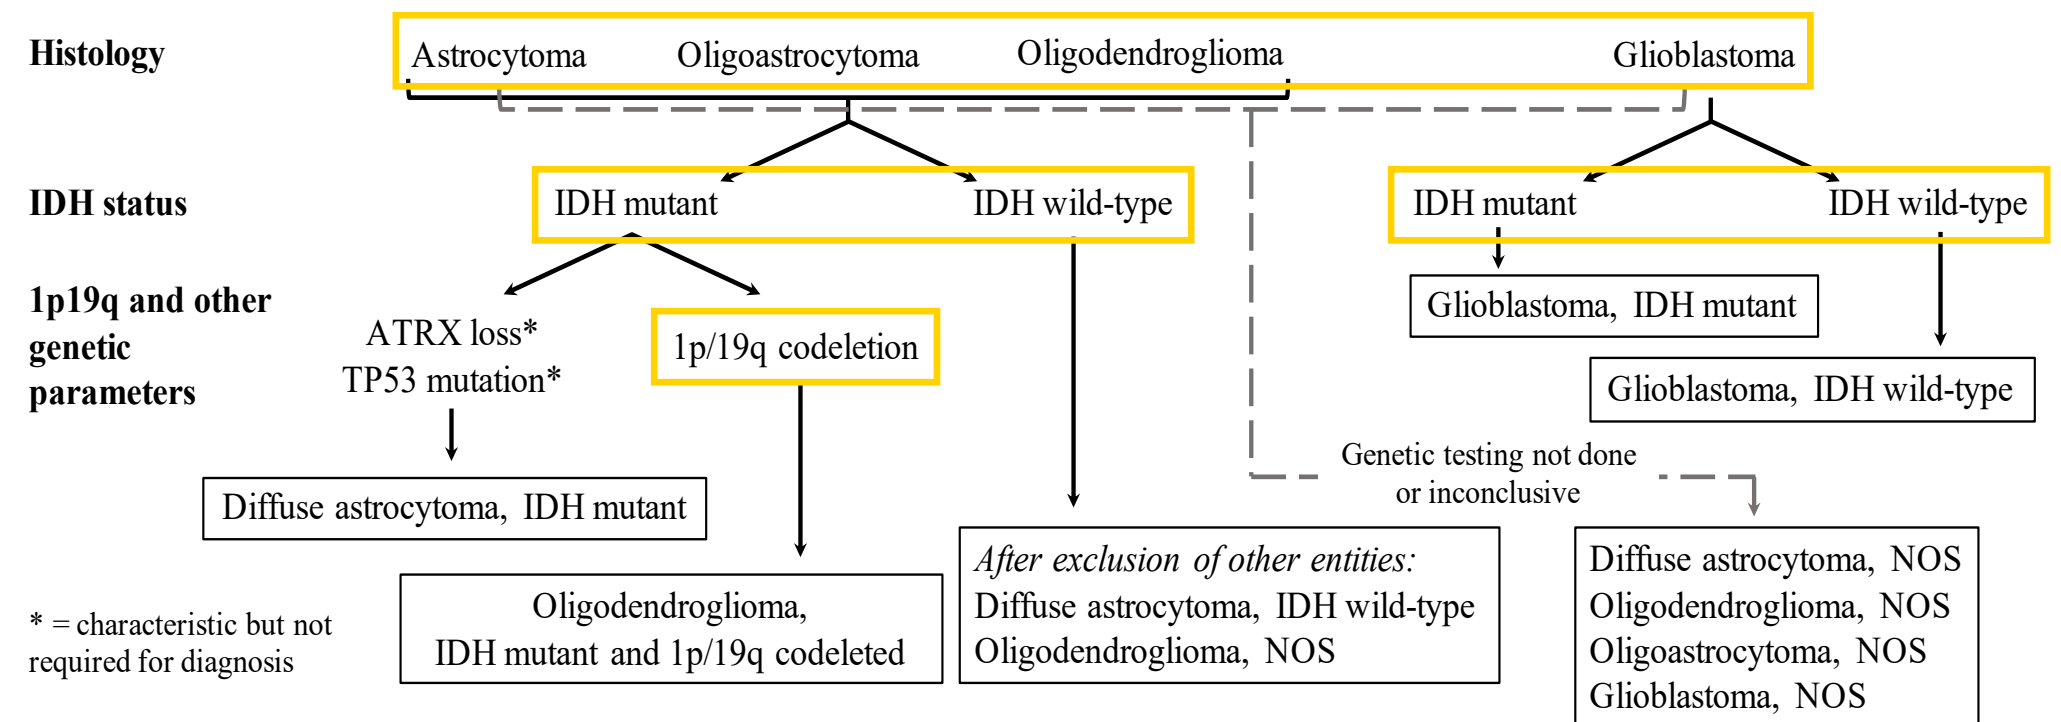 Histology
Astrocytoma
Oligoastrocytoma
Oligodendroglioma
Glioblastoma
IDH status
IDH mutant
IDH wild-type
IDH mutant
IDH wild-type
1p19q and other
genetic
parameters
ATRX loss*
TP53 mutation*
1p/19q codeletion
Glioblastoma, IDH mutant
Glioblastoma, IDH wild-type
Genetic testing not done
or inconclusive
Diffuse astrocytoma, IDH mutant
Oligodendroglioma,
IDH mutant and 1p/19q codeleted
After exclusion of other entities:
Diffuse astrocytoma, IDH wild-type
Oligodendroglioma, NOS
Diffuse astrocytoma, NOS
Oligodendroglioma, NOS
Oligoastrocytoma, NOS
Glioblastoma, NOS
* = characteristic but not
required for diagnosis